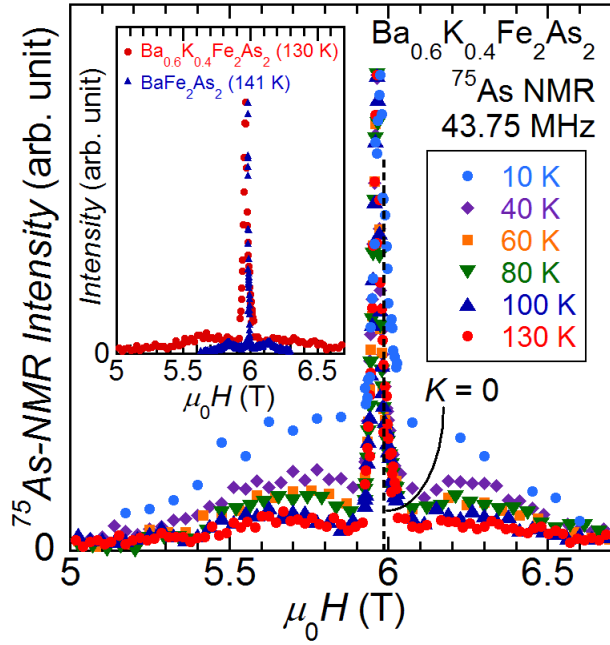 Ba0.6K0.4Fe2As2
75As NMR
43.75 MHz
10 K
40 K
60 K
80 K
100 K
130 K
K = 0
75As-NMR Intensity (arb. unit)
0
5
5.5
6
6.5
μ0H (T)
Ba0.6K0.4Fe2As2 (130 K)
BaFe2As2 (141 K)
Intensity (arb. unit)
0
5
5.5
6
6.5
μ0H (T)